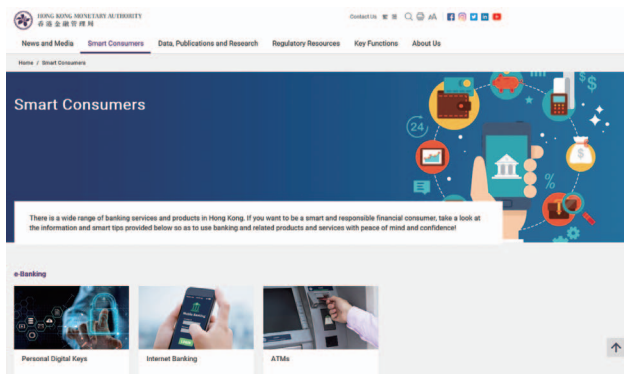 HONG KONG MONETARY AUTHORITY
香港金融管理局
Contact Us 繁 簡
News and Media Smart Consumers Data, Publications and Research Regulatory Resources Key Functions About Us
Home / Smart Consumers
Smart Consumers
24
$
$
$
%
There is a wide range of banking services and products in Hong Kong. If you want to be a smart and responsible financial consumer, take a look at
the information and smart tips provided below so as to use banking and related products and services with peace of mind and confidence!
e-Banking
Personal Digital Keys Internet Banking ATMs